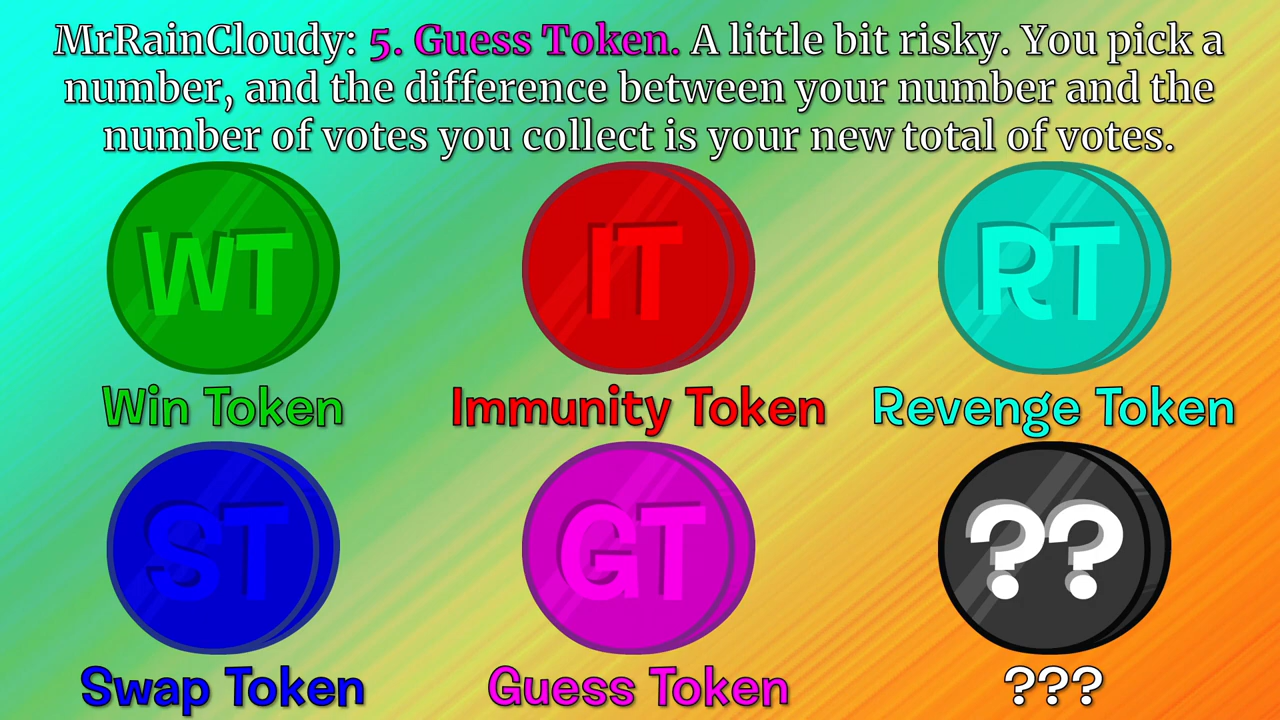 MrRainCloudy: 5. Guess Token. A little bit risky. You pick a
number, and the difference between your number and the
number of votes you collect is your new total of votes.
WT
IT
RT
Win Token
Immunity Token
Revenge Token
ST
GT
??
Swap Token
Guess Token
???